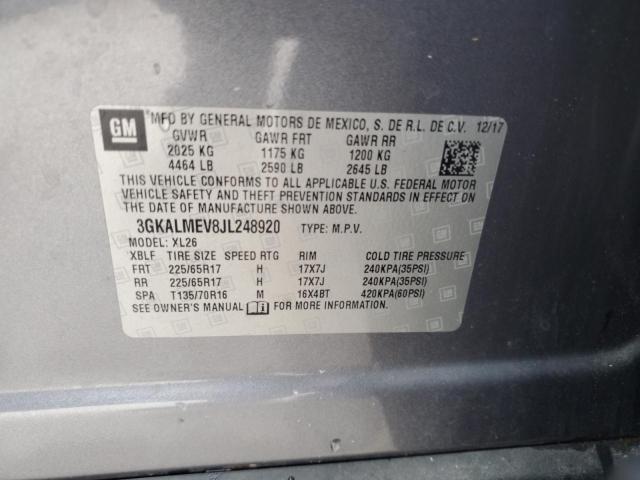 GM MFD BY GENERAL MOTORS DE MEXICO, S. DE R.L. DE C.V. 12/17
GVWR GAWR FRT GAWR RR
2025 KG 1175 KG 1200 KG
4464 LB 2590 LB 2645 LB
THIS VEHICLE CONFORMS TO ALL APPLICABLE U.S. FEDERAL MOTOR
VEHICLE SAFETY AND THEFT PREVENTION STANDARDS IN EFFECT ON
THE DATE OF MANUFACTURE SHOWN ABOVE.
3GKALMEV8JL248920 TYPE: M.P.V.
MODEL: XL26
XBLF TIRE SIZE SPEED RTG RIM COLD TIRE PRESSURE
FRT 225/65R17 H 17X7J 240KPA(35PSI)
RR 225/65R17 H 17X7J 240KPA(35PSI)
SPA T135/70R16 M 16X4BT 420KPA(60PSI)
SEE OWNER'S MANUAL FOR MORE INFORMATION